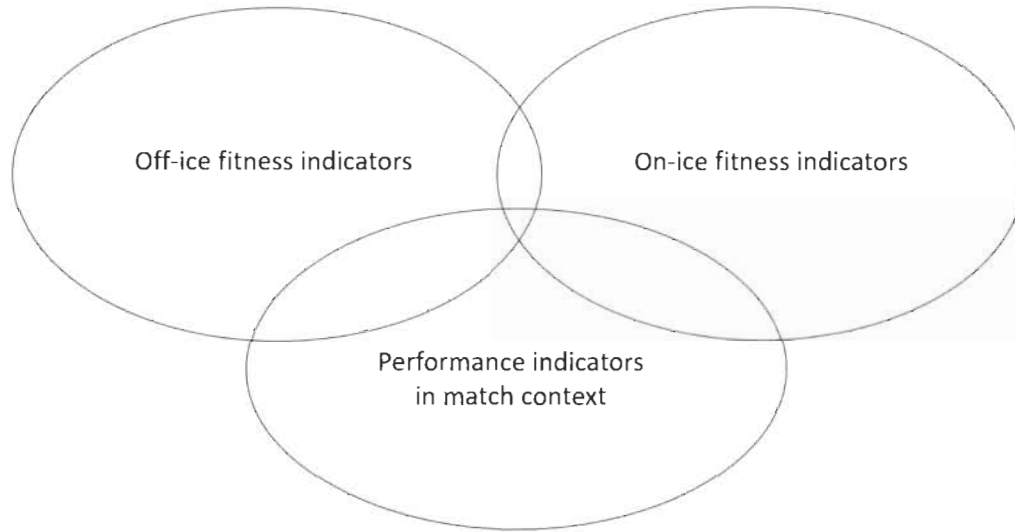 Off-ice fitness indicators
On-ice fitness indicators
Performance indicators
in match context